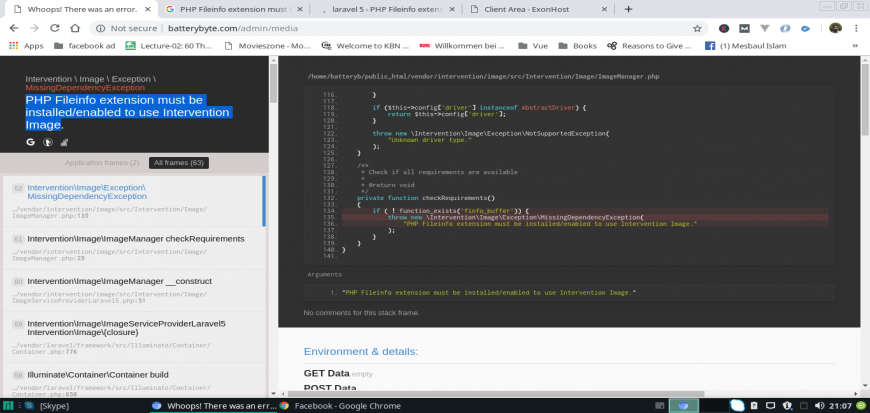 Whoops! There was an error.
PHP Fileinfo extension must
laravel 5 - PHP Fileinfo exten
Client Area - ExonHost
Not secure | batterybyte.com/admin/media
Apps
facebook ad
Lecture-02: 60 Th...
Movieszone - Mo...
Welcome to KBN ...
Willkommen bei ...
Vue
Books
Reasons to Give ...
(1) Mesbaul Islam
Intervention \ Image \ Exception \
MissingDependencyException
PHP Fileinfo extension must be
installed/enabled to use Intervention
Image.
Application frames (2)
All frames (63)
62
Intervention\Image\Exception\
MissingDependencyException
…/vendor/intervention/image/src/Intervention/Image/
ImageManager.php:135
61
Intervention\Image\ImageManager checkRequirements
…/vendor/intervention/image/src/Intervention/Image/
ImageManager.php:29
60
Intervention\Image\ImageManager __construct
…/vendor/intervention/image/src/Intervention/Image/
ImageServiceProviderLaravel5.php:51
59
Intervention\Image\ImageServiceProviderLaravel5
Intervention\Image\{closure}
…/vendor/laravel/framework/src/Illuminate/Container/
Container.php:776
58
Illuminate\Container\Container build
…/vendor/laravel/framework/src/Illuminate/Container/
Container.php:658
/home/batteryb/public_html/vendor/intervention/image/src/Intervention/Image/ImageManager.php
116. }
117.
118. if ($this->config['driver'] instanceof AbstractDriver) {
119. return $this->config['driver'];
120. }
121.
122. throw new \Intervention\Image\Exception\NotSupportedException(
123. "Unknown driver type."
124. );
125. }
126.
127. /**
128. * Check if all requirements are available
129. *
130. * @return void
131. */
132. private function checkRequirements()
133. {
134. if ( ! function_exists('finfo_buffer')) {
135. throw new \Intervention\Image\Exception\MissingDependencyException(
136. "PHP Fileinfo extension must be installed/enabled to use Intervention Image."
137. );
138. }
139. }
140. }
141.
Arguments
1. "PHP Fileinfo extension must be installed/enabled to use Intervention Image."
No comments for this stack frame.
Environment & details:
GET Data empty
POST Data
[Skype]
Whoops! There was an err...
Facebook - Google Chrome
21:07